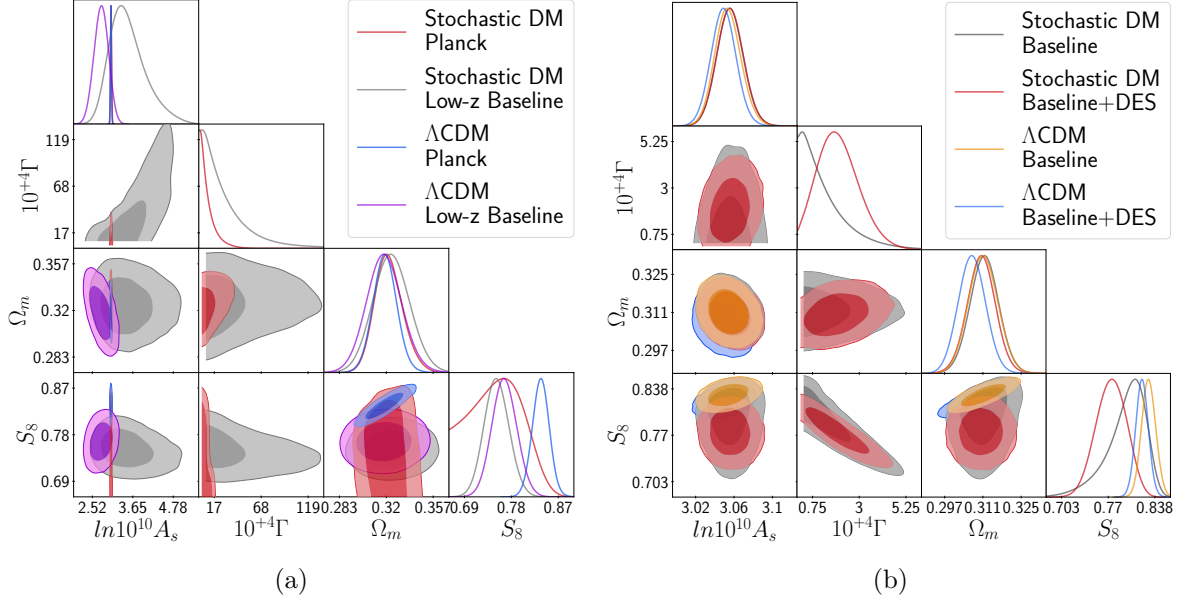 Stochastic DM
Planck
Stochastic DM
Low-z Baseline
ΛCDM
Planck
ΛCDM
Low-z Baseline
119
68
17
10⁺⁴Γ
0.357
0.32
0.283
Ωₘ
0.87
0.78
0.69
S₈
2.52 3.65 4.78
17 68 119
0.283 0.32 0.357
0.69 0.78 0.87
ln10¹⁰Aₛ 10⁺⁴Γ Ωₘ S₈
(a)
Stochastic DM
Baseline
Stochastic DM
Baseline+DES
ΛCDM
Baseline
ΛCDM
Baseline+DES
5.25
3
0.75
10⁺⁴Γ
0.325
0.311
0.297
Ωₘ
0.838
0.77
0.703
S₈
3.02 3.06 3.1
0.75 3 5.25
0.297 0.311 0.325
0.703 0.77 0.838
ln10¹⁰Aₛ 10⁺⁴Γ Ωₘ S₈
(b)